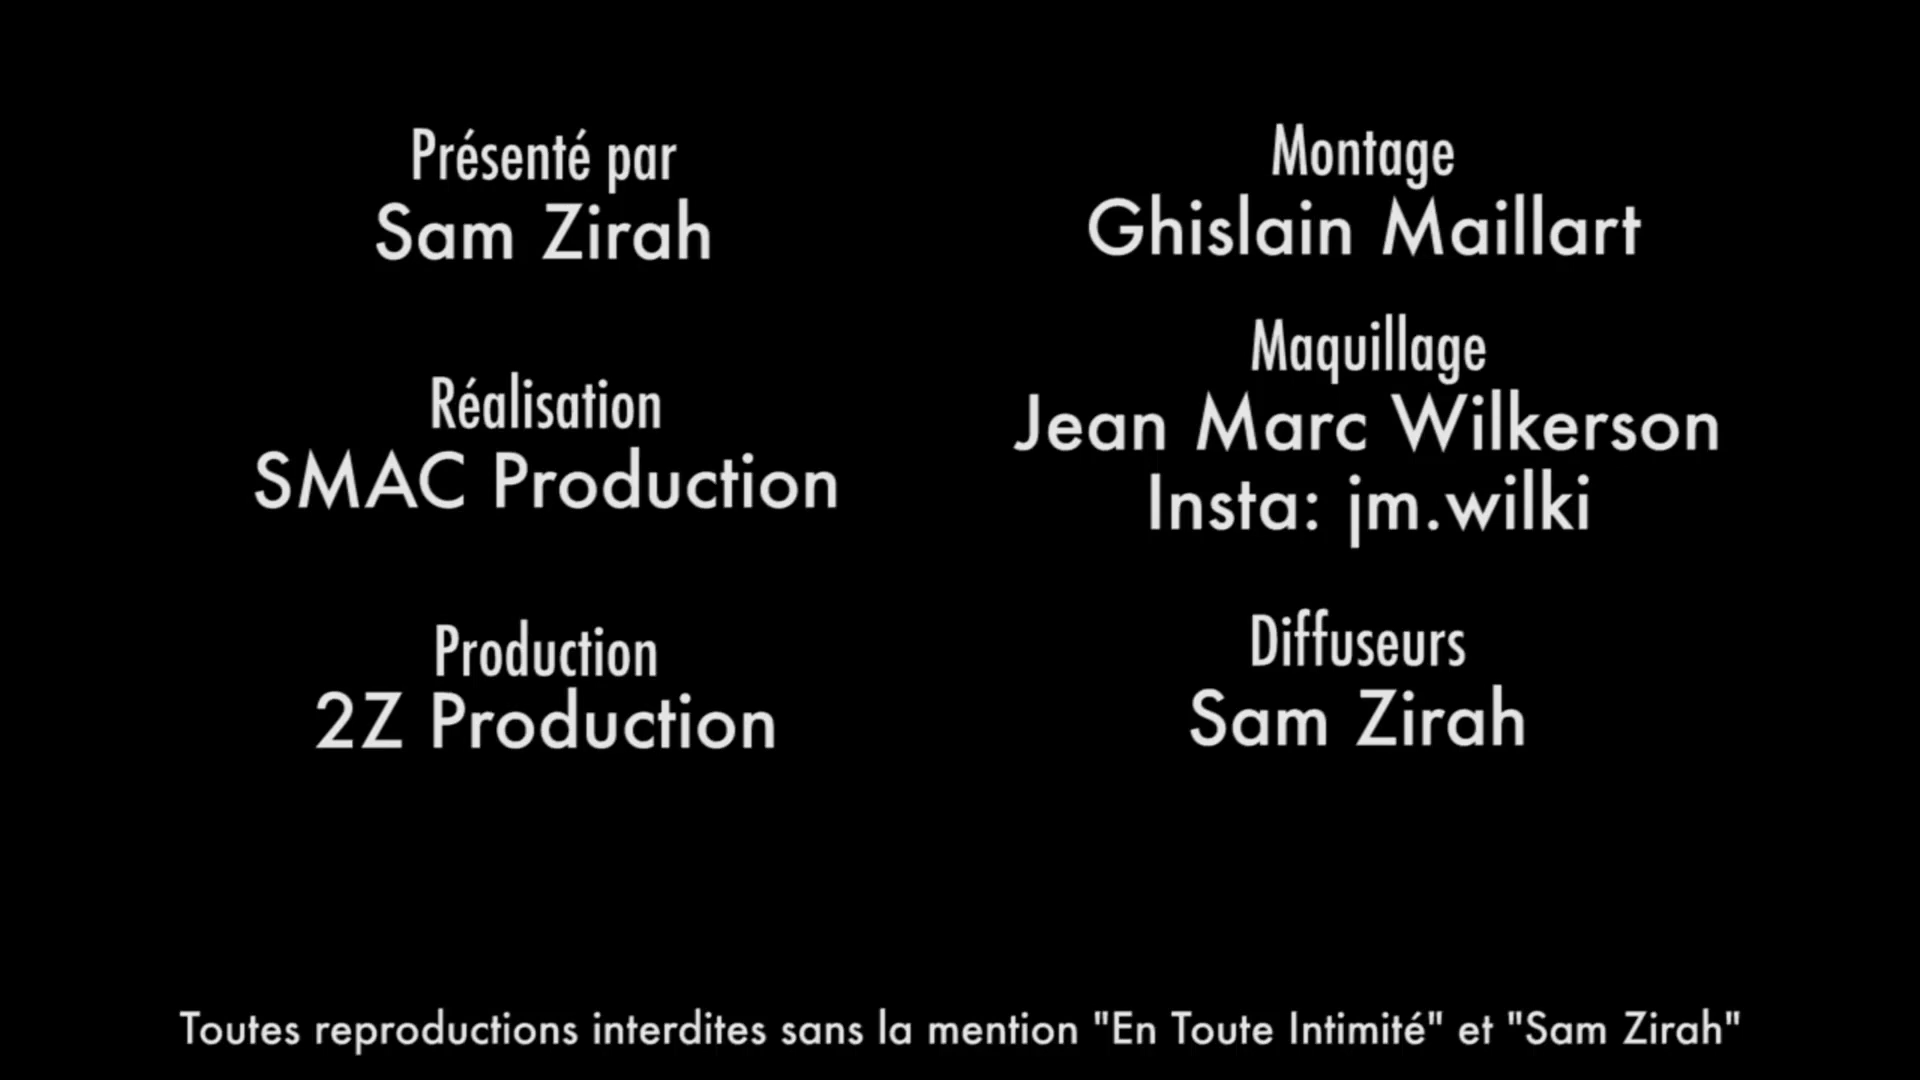 Présenté par
Sam Zirah
Réalisation
SMAC Production
Production
2Z Production
Montage
Ghislain Maillart
Maquillage
Jean Marc Wilkerson
Insta: jm.wilki
Diffuseurs
Sam Zirah
Toutes reproductions interdites sans la mention "En Toute Intimité" et "Sam Zirah"